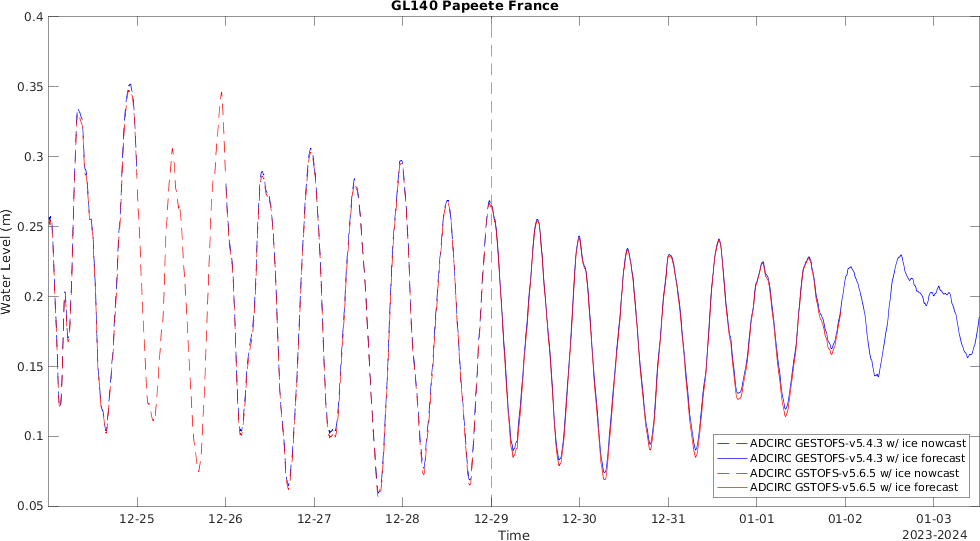 GL140 Papeete France
0.4
0.35
0.3
0.25
0.2
0.15
0.1
0.05
Water Level (m)
ADCIRC GESTOFS-v5.4.3 w/ ice nowcast
ADCIRC GESTOFS-v5.4.3 w/ ice forecast
ADCIRC GSTOFS-v5.6.5 w/ ice nowcast
ADCIRC GSTOFS-v5.6.5 w/ ice forecast
12-25 12-26 12-27 12-28 12-29 12-30 12-31 01-01 01-02 01-03
Time
2023-2024